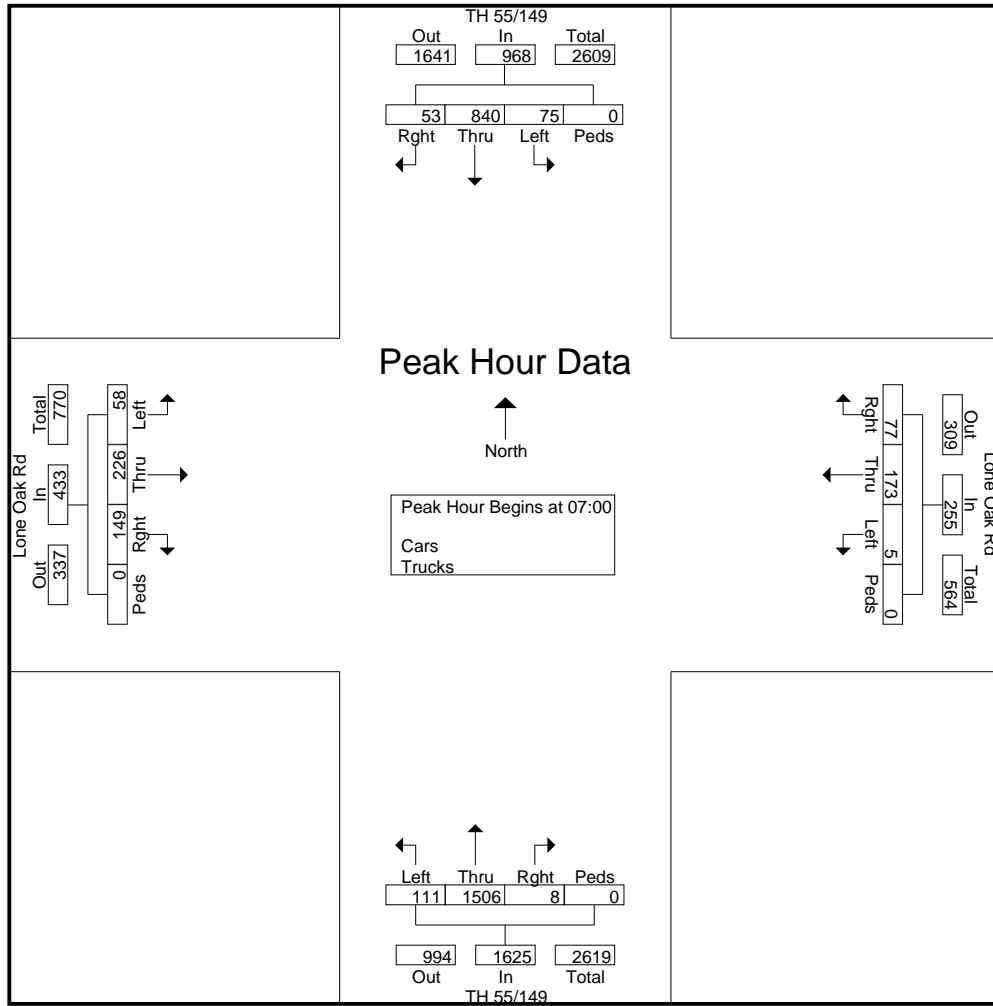 TH 55/149
Out In Total
1641 968 2609
53 840 75 0
Rght Thru Left Peds
Peak Hour Data
North
Peak Hour Begins at 07:00
Cars
Trucks
Lone Oak Rd
Total In Out
770 433 337
58 226 149 0
Left Thru Rght Peds
Rght Thru Left Peds
77 173 5 0
Out In Total
309 255 564
Lone Oak Rd
Left Thru Rght Peds
111 1506 8 0
994 1625 2619
Out In Total
TH 55/149